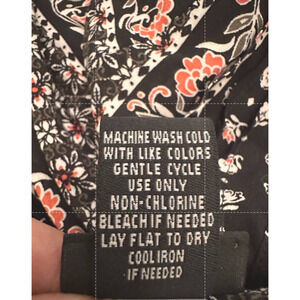 MACHINE WASH COLD
WITH LIKE COLORS
GENTLE CYCLE
USE ONLY
NON-CHLORINE
BLEACH IF NEEDED
LAY FLAT TO DRY
COOL IRON
IF NEEDED